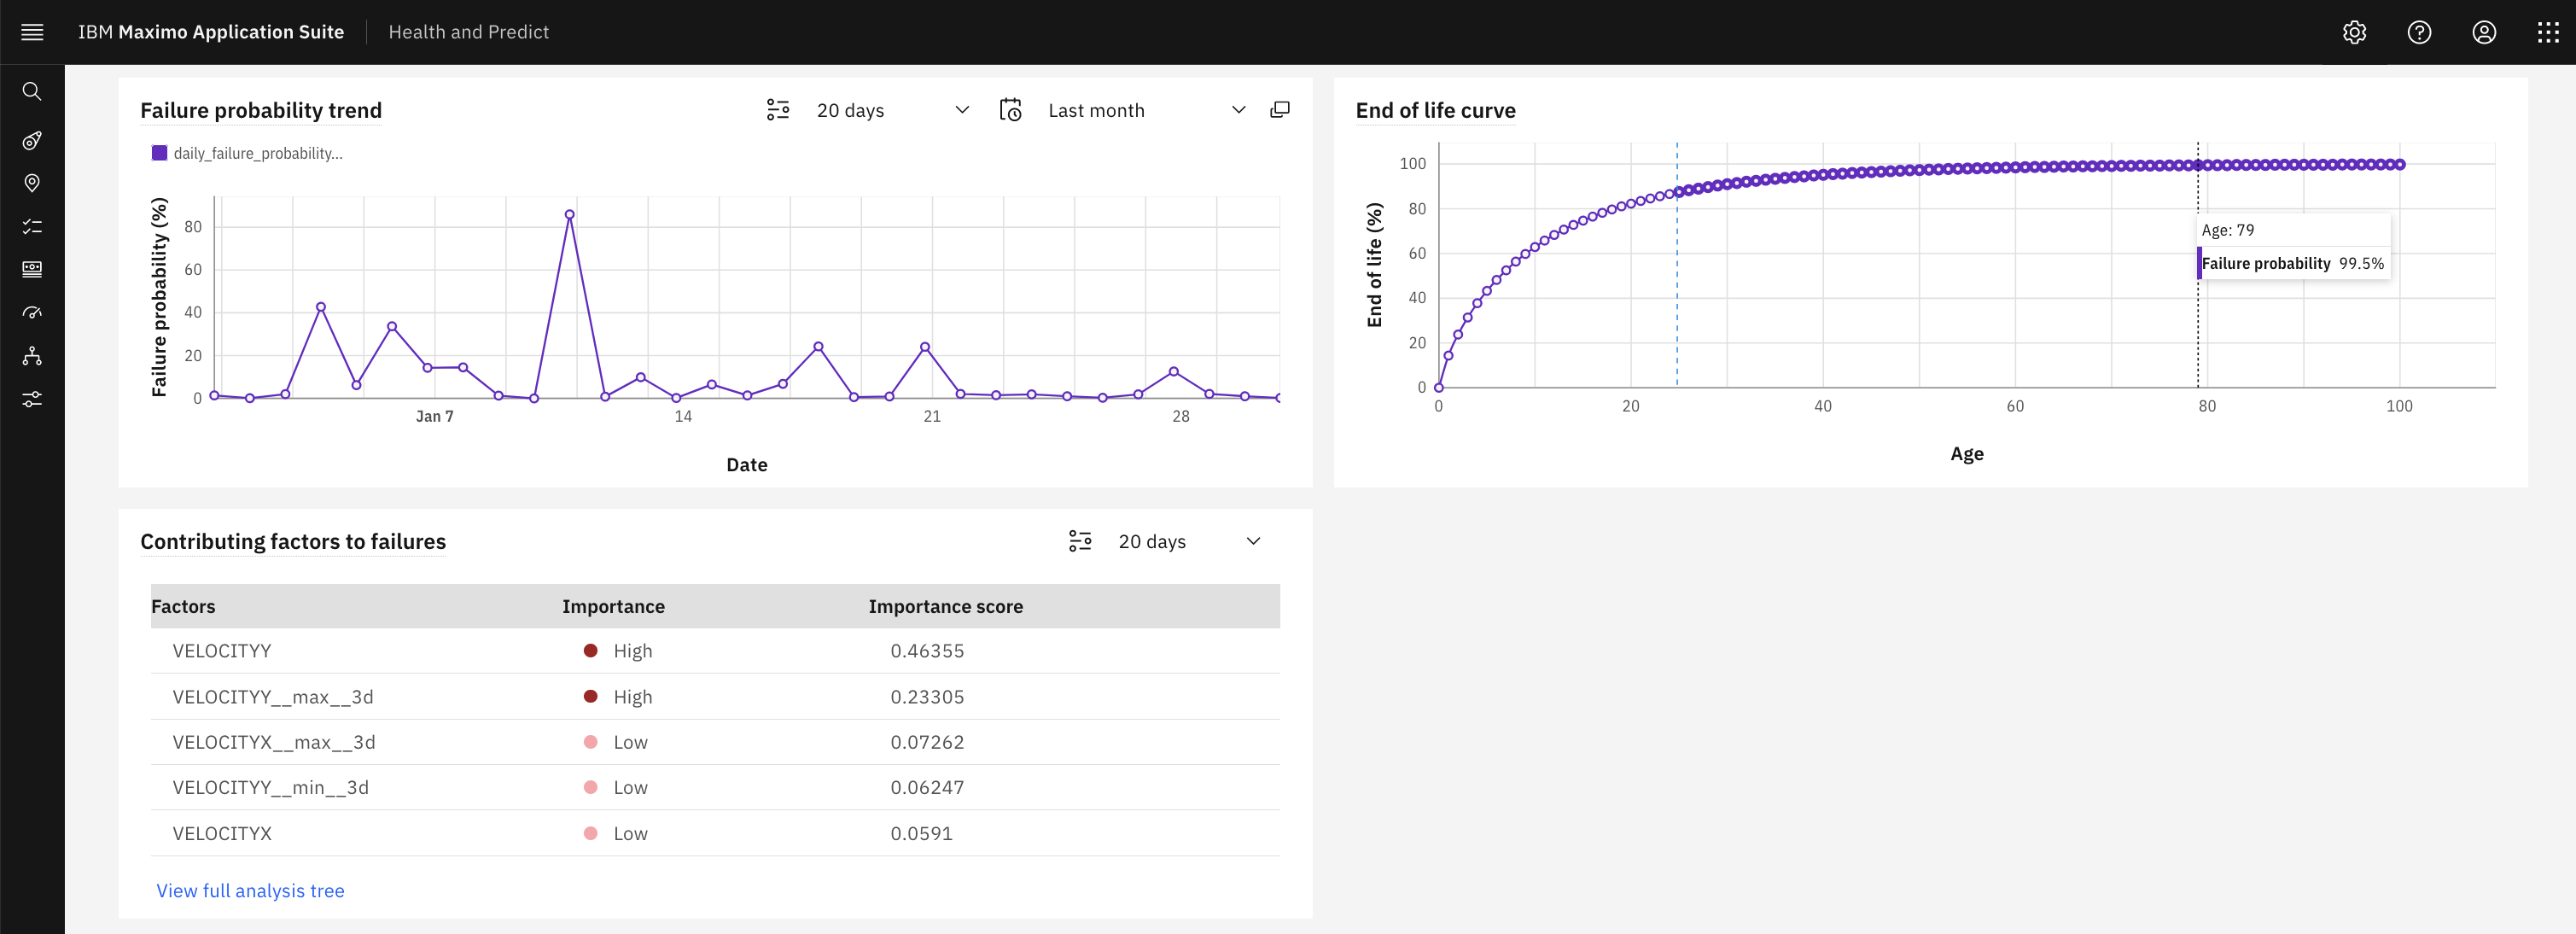 IBM Maximo Application Suite Health and Predict
Failure probability trend 20 days Last month
daily_failure_probability...
Failure probability (%)
80
60
40
20
0
Jan 7 14 21 28
Date
End of life curve
End of life (%)
100
80
60
40
20
0
Age: 79
Failure probability 99.5%
0 20 40 60 80 100
Age
Contributing factors to failures 20 days
Factors Importance Importance score
VELOCITYY High 0.46355
VELOCITYY__max__3d High 0.23305
VELOCITYX__max__3d Low 0.07262
VELOCITYY__min__3d Low 0.06247
VELOCITYX Low 0.0591
View full analysis tree